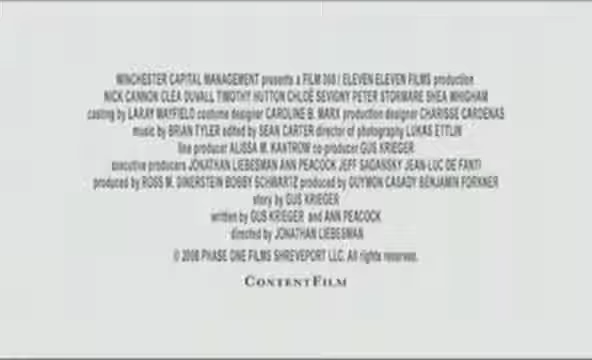 WINCHESTER CAPITAL MANAGEMENT presents a FILM 360 / ELEVEN ELEVEN FILMS production
NICK CANNON CLEA DUVALL TIMOTHY HUTTON CHLOË SEVIGNY PETER STORMARE SHEA WHIGHAM
casting by LARAY MAYFIELD costume designer CAROLINE B. MARX production designer CHARISSE CARDENAS
music by BRIAN TYLER edited by SEAN CARTER director of photography LUKAS ETTLIN
line producer ALISSA M. KANTROW co-producer GUS KRIEGER
executive producers JONATHAN LIEBESMAN ANN PEACOCK JEFF SAGANSKY JEAN-LUC DE FANTI
produced by ROSS M. DINERSTEIN BOBBY SCHWARTZ produced by GUYMON CASADY BENJAMIN FORKNER
story by GUS KRIEGER
written by GUS KRIEGER and ANN PEACOCK
directed by JONATHAN LIEBESMAN
© 2008 PHASE ONE FILMS SHREVEPORT LLC. All rights reserved.
CONTENTFILM